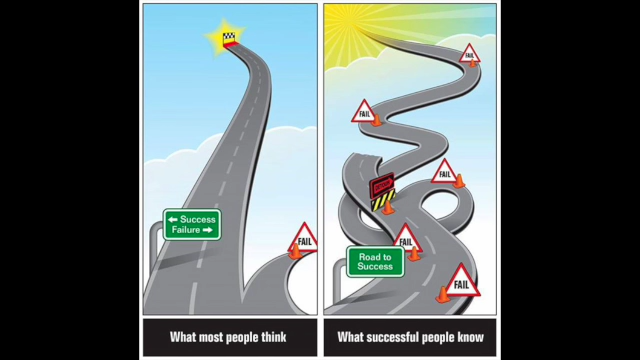 ← Success
Failure →
FAIL
What most people think
FAIL
FAIL
FAIL
DETOUR
FAIL
Road to
Success
FAIL
What successful people know